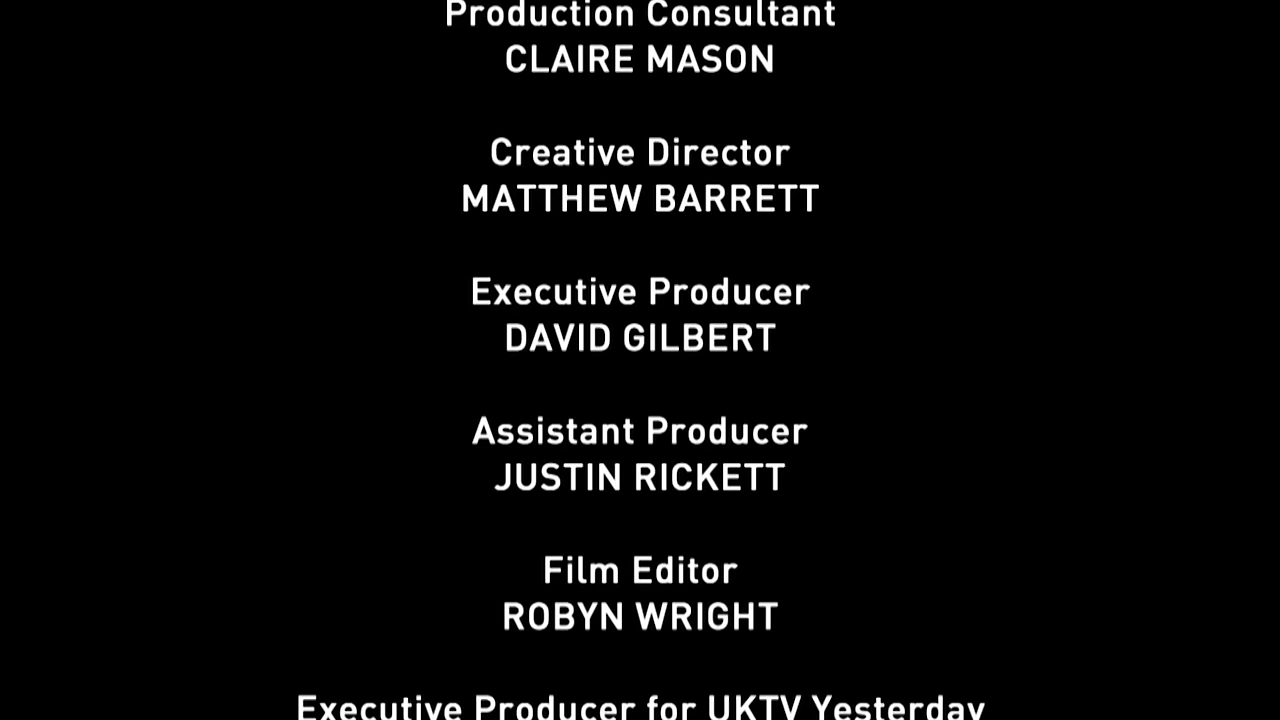 Production Consultant
CLAIRE MASON
Creative Director
MATTHEW BARRETT
Executive Producer
DAVID GILBERT
Assistant Producer
JUSTIN RICKETT
Film Editor
ROBYN WRIGHT
Executive Producer for UKTV Yesterday